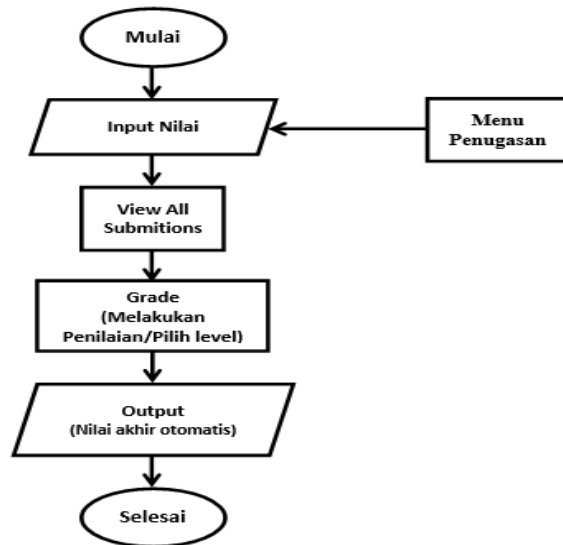 Mulai
Input Nilai
Menu
Penugasan
View All
Submitions
Grade
(Melakukan
Penilaian/Pilih level)
Output
(Nilai akhir otomatis)
Selesai